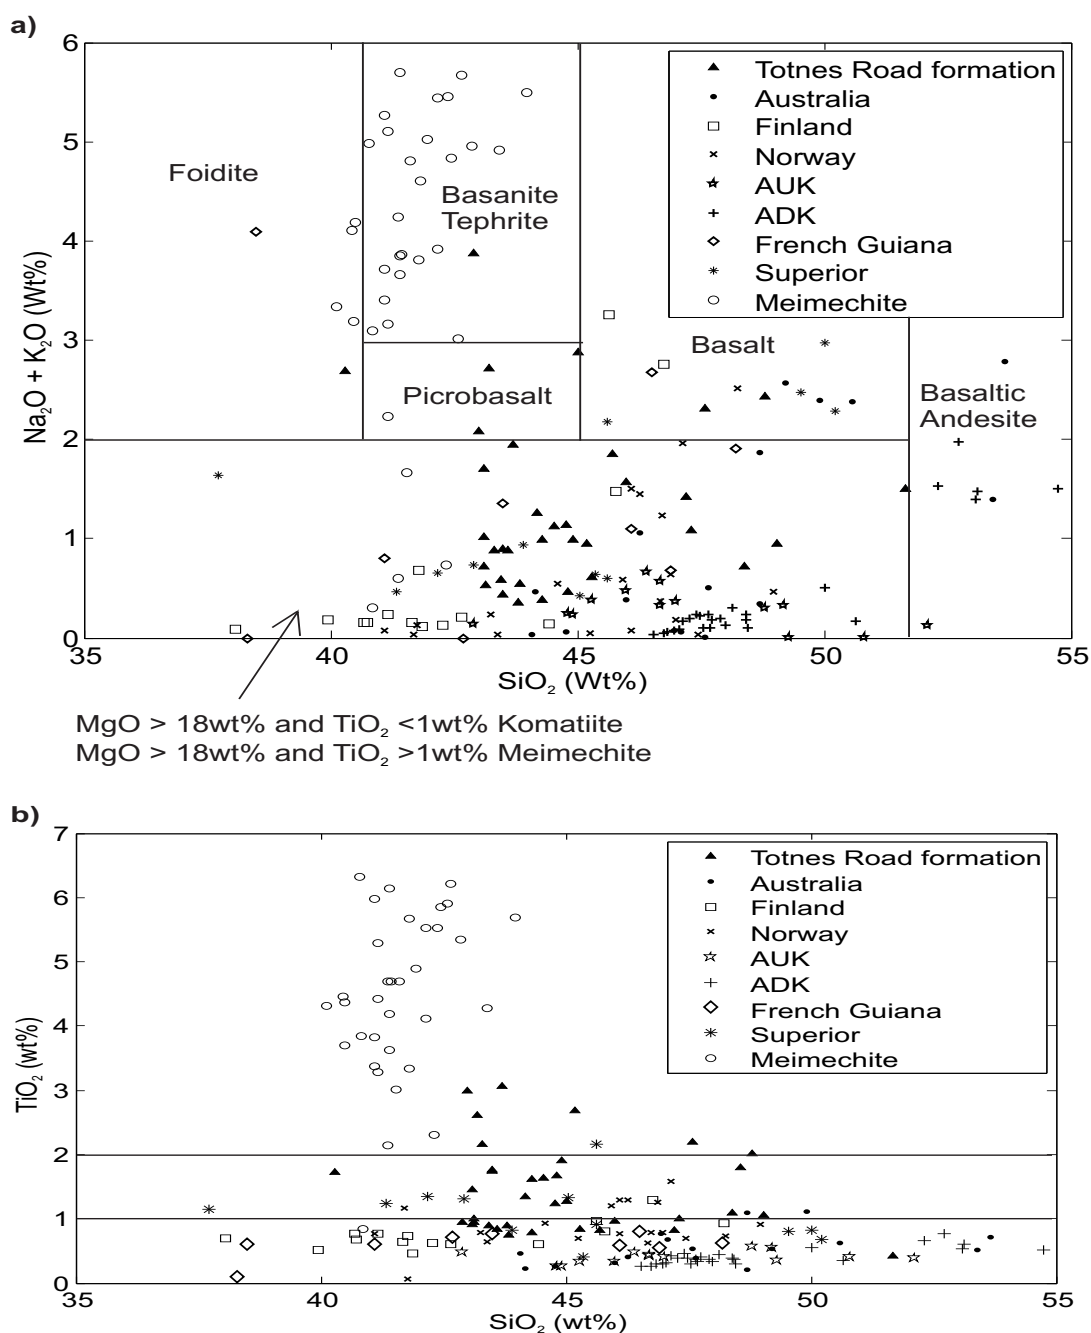 a)
6
5
4
3
2
1
0
Na₂O + K₂O (Wt%)
Totnes Road formation
Australia
Finland
Norway
AUK
ADK
French Guiana
Superior
Meimechite
Foidite
Basanite
Tephrite
Picrobasalt
Basalt
Basaltic
Andesite
35 40 45 50 55
SiO₂ (Wt%)
MgO > 18wt% and TiO₂ <1wt% Komatiite
MgO > 18wt% and TiO₂ >1wt% Meimechite
b)
7
6
5
4
3
2
1
0
TiO₂ (wt%)
Totnes Road formation
Australia
Finland
Norway
AUK
ADK
French Guiana
Superior
Meimechite
35 40 45 50 55
SiO₂ (wt%)